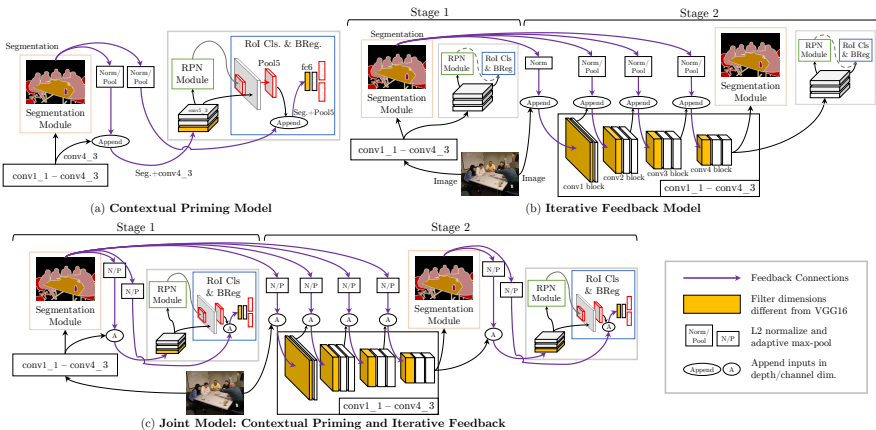 Segmentation
Norm/
Pool
Norm/
Pool
Segmentation
Module
RPN
Module
RoI Cls. & BReg.
Pool5
fc6
conv5_3
Append
Seg.+Pool5
Append
conv4_3
Seg.+conv4_3
conv1_1 – conv4_3
(a) Contextual Priming Model
Stage 1
Stage 2
Segmentation
Segmentation
Module
RPN
Module
RoI Cls
& BReg
Norm
Norm/
Pool
Norm/
Pool
Norm/
Pool
Append
Append
Append
Append
Segmentation
Module
RPN
Module
RoI Cls
& BReg
conv1_1 – conv4_3
Image
Image
conv1 block
conv2 block
conv3 block
conv4 block
conv1_1 – conv4_3
(b) Iterative Feedback Model
Stage 1
Stage 2
N/P
N/P
Segmentation
Module
RPN
Module
RoI Cls
& BReg
A
A
conv1_1 – conv4_3
N/P
N/P
N/P
N/P
A
A
A
A
conv1_1 – conv4_3
Segmentation
Module
N/P
N/P
A
RPN
Module
RoI Cls
& BReg
A
(c) Joint Model: Contextual Priming and Iterative Feedback
Feedback Connections
Filter dimensions
different from VGG16
Norm/
Pool
N/P
L2 normalize and
adaptive max-pool
Append
A
Append inputs in
depth/channel dim.